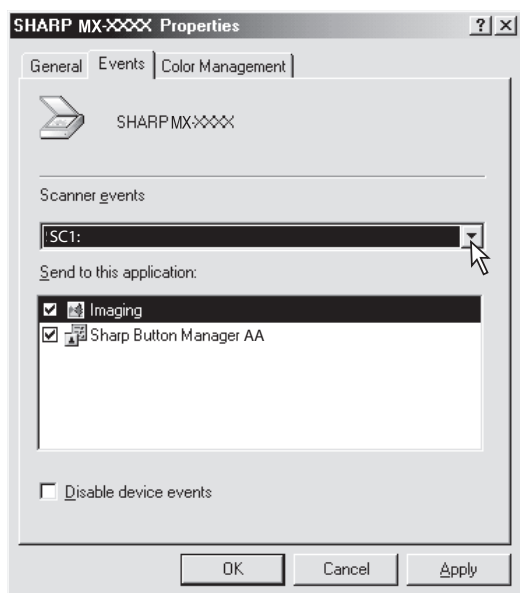 SHARP MX-XXXX Properties
General Events Color Management
SHARP MX-XXXX
Scanner events
SC1:
Send to this application:
Imaging
Sharp Button Manager AA
Disable device events
OK Cancel Apply